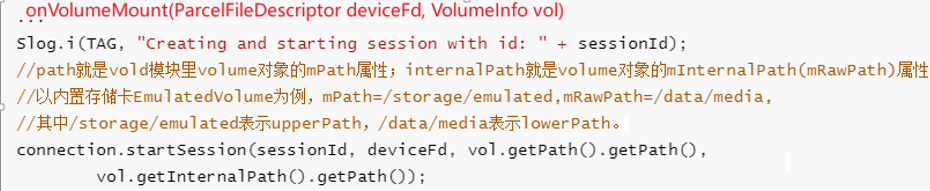 onVolumeMount(ParcelFileDescriptor deviceFd, VolumeInfo vol)
...
Slog.i(TAG, "Creating and starting session with id: " + sessionId);
//path就是vold模块里volume对象的mPath属性；internalPath就是volume对象的mInternalPath(mRawPath)属性
//以内置存储卡EmulatedVolume为例，mPath=/storage/emulated,mRawPath=/data/media，
//其中/storage/emulated表示upperPath，/data/media表示lowerPath。
connection.startSession(sessionId, deviceFd, vol.getPath().getPath(),
vol.getInternalPath().getPath());